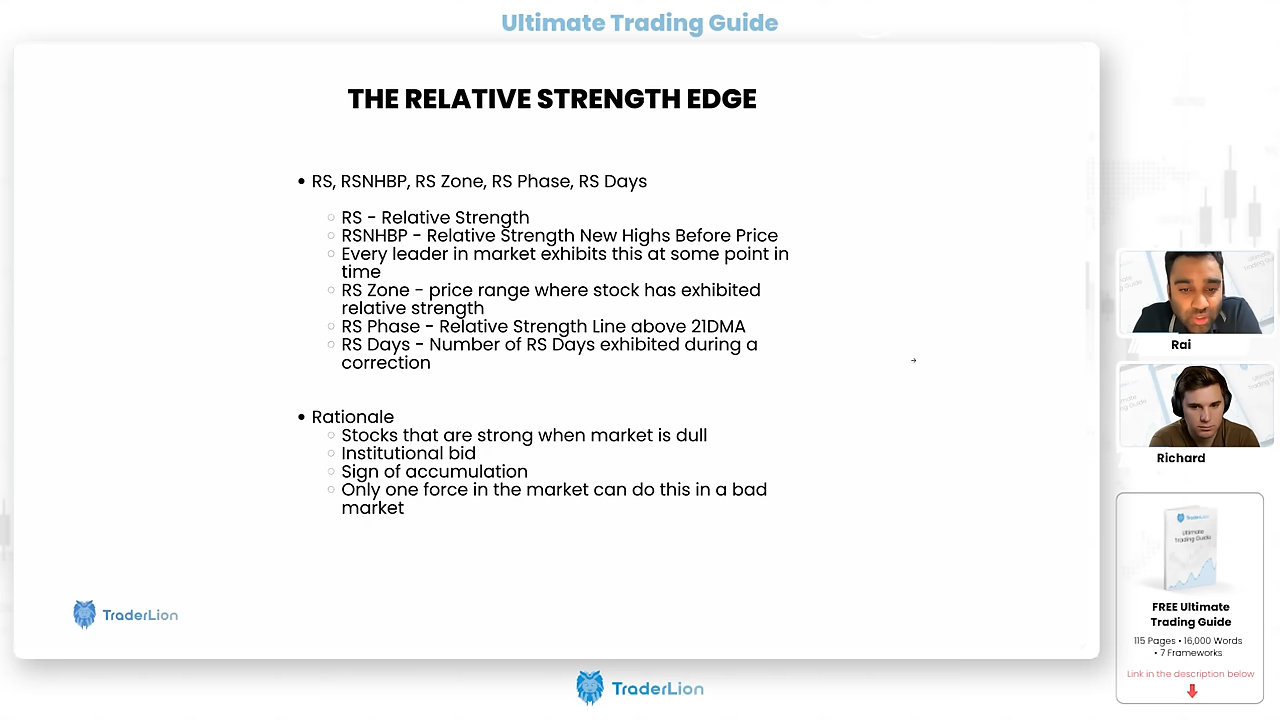 Ultimate Trading Guide
THE RELATIVE STRENGTH EDGE
• RS, RSNHBP, RS Zone, RS Phase, RS Days
○ RS - Relative Strength
○ RSNHBP - Relative Strength New Highs Before Price
○ Every leader in market exhibits this at some point in
time
○ RS Zone - price range where stock has exhibited
relative strength
○ RS Phase - Relative Strength Line above 21DMA
○ RS Days - Number of RS Days exhibited during a
correction
• Rationale
○ Stocks that are strong when market is dull
○ Institutional bid
○ Sign of accumulation
○ Only one force in the market can do this in a bad
market
TraderLion
Rai
Richard
TraderLion
Ultimate
Trading Guide
FREE Ultimate
Trading Guide
115 Pages • 16,000 Words
• 7 Frameworks
Link in the description below
TraderLion